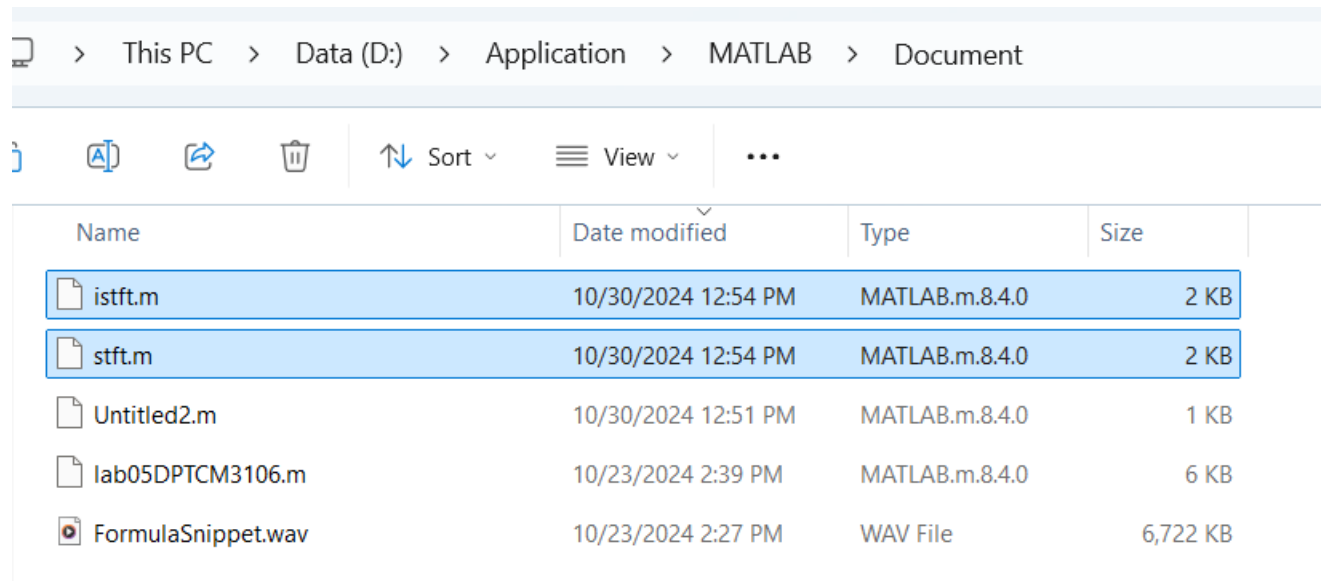 > This PC > Data (D:) > Application > MATLAB > Document
A Sort View
Name Date modified Type Size
istft.m 10/30/2024 12:54 PM MATLAB.m.8.4.0 2 KB
stft.m 10/30/2024 12:54 PM MATLAB.m.8.4.0 2 KB
Untitled2.m 10/30/2024 12:51 PM MATLAB.m.8.4.0 1 KB
lab05DPTCM3106.m 10/23/2024 2:39 PM MATLAB.m.8.4.0 6 KB
FormulaSnippet.wav 10/23/2024 2:27 PM WAV File 6,722 KB